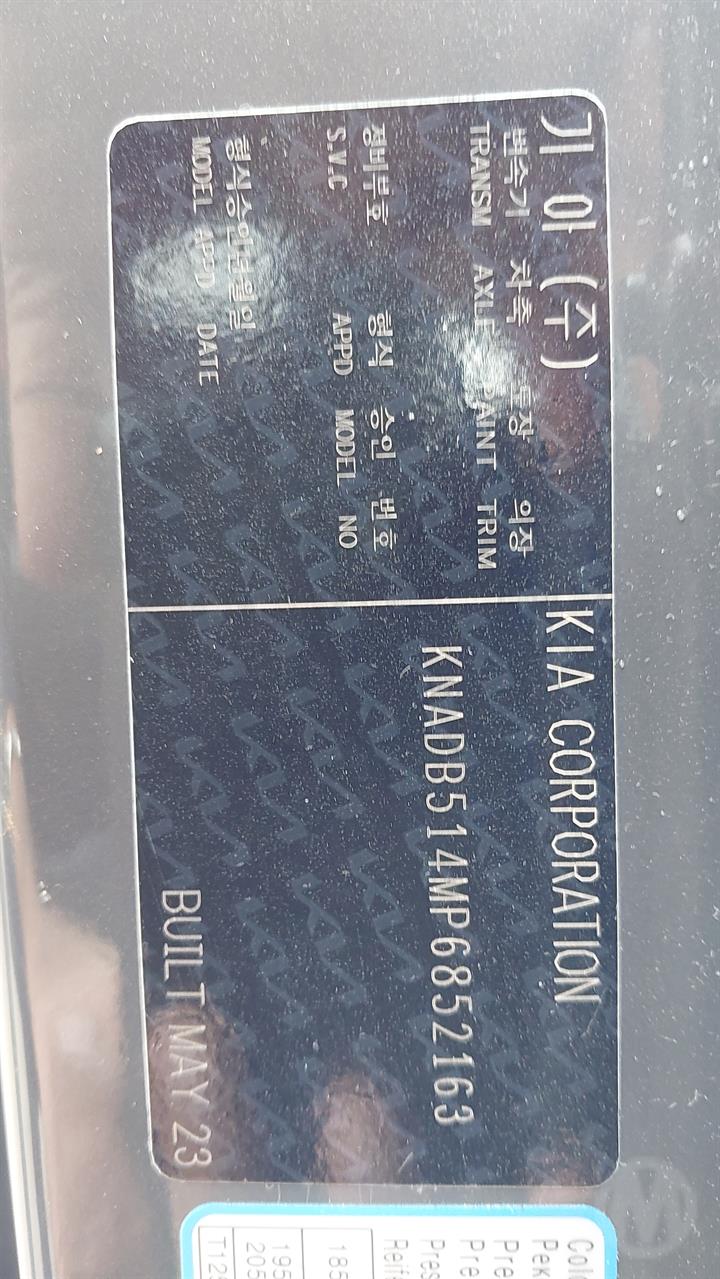 기 아 (주)
변속기 차축 도장 의장
TRANSM AXLE PAINT TRIM
정비부호 형식 승인 번호
S.V.C APPD MODEL NO
형식승인년월일
MODEL APPD DATE
KIA CORPORATION
KNADB514MP6852163
BUILT MAY 23
M